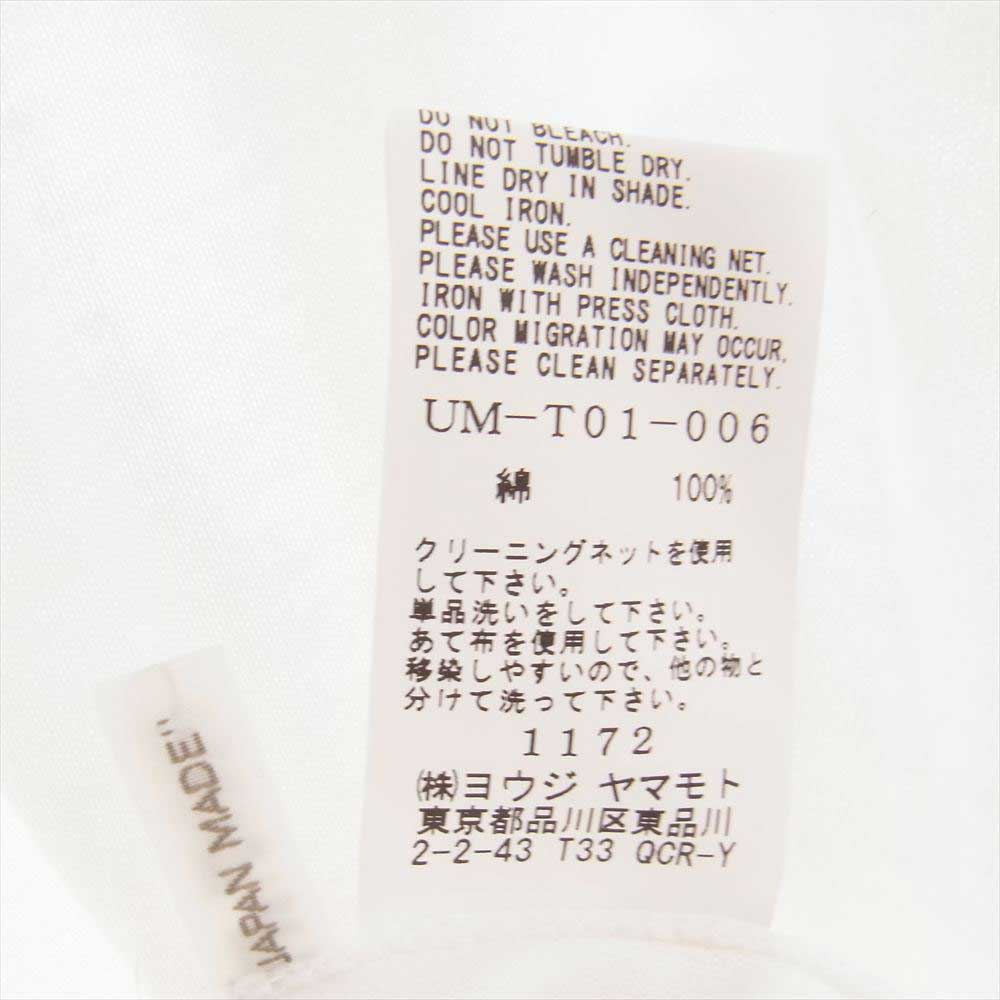 DO NOT BLEACH.
DO NOT TUMBLE DRY.
LINE DRY IN SHADE.
COOL IRON.
PLEASE USE A CLEANING NET.
PLEASE WASH INDEPENDENTLY.
IRON WITH PRESS CLOTH.
COLOR MIGRATION MAY OCCUR.
PLEASE CLEAN SEPARATELY.
UM-T01-006
綿 100%
クリーニングネットを使用
して下さい。
単品洗いをして下さい。
あて布を使用して下さい。
移染しやすいので、他の物と
分けて洗って下さい。
1172
(株)ヨウジ ヤマモト
東京都品川区東品川
2-2-43 T33 QCR-Y
JAPAN MADE"